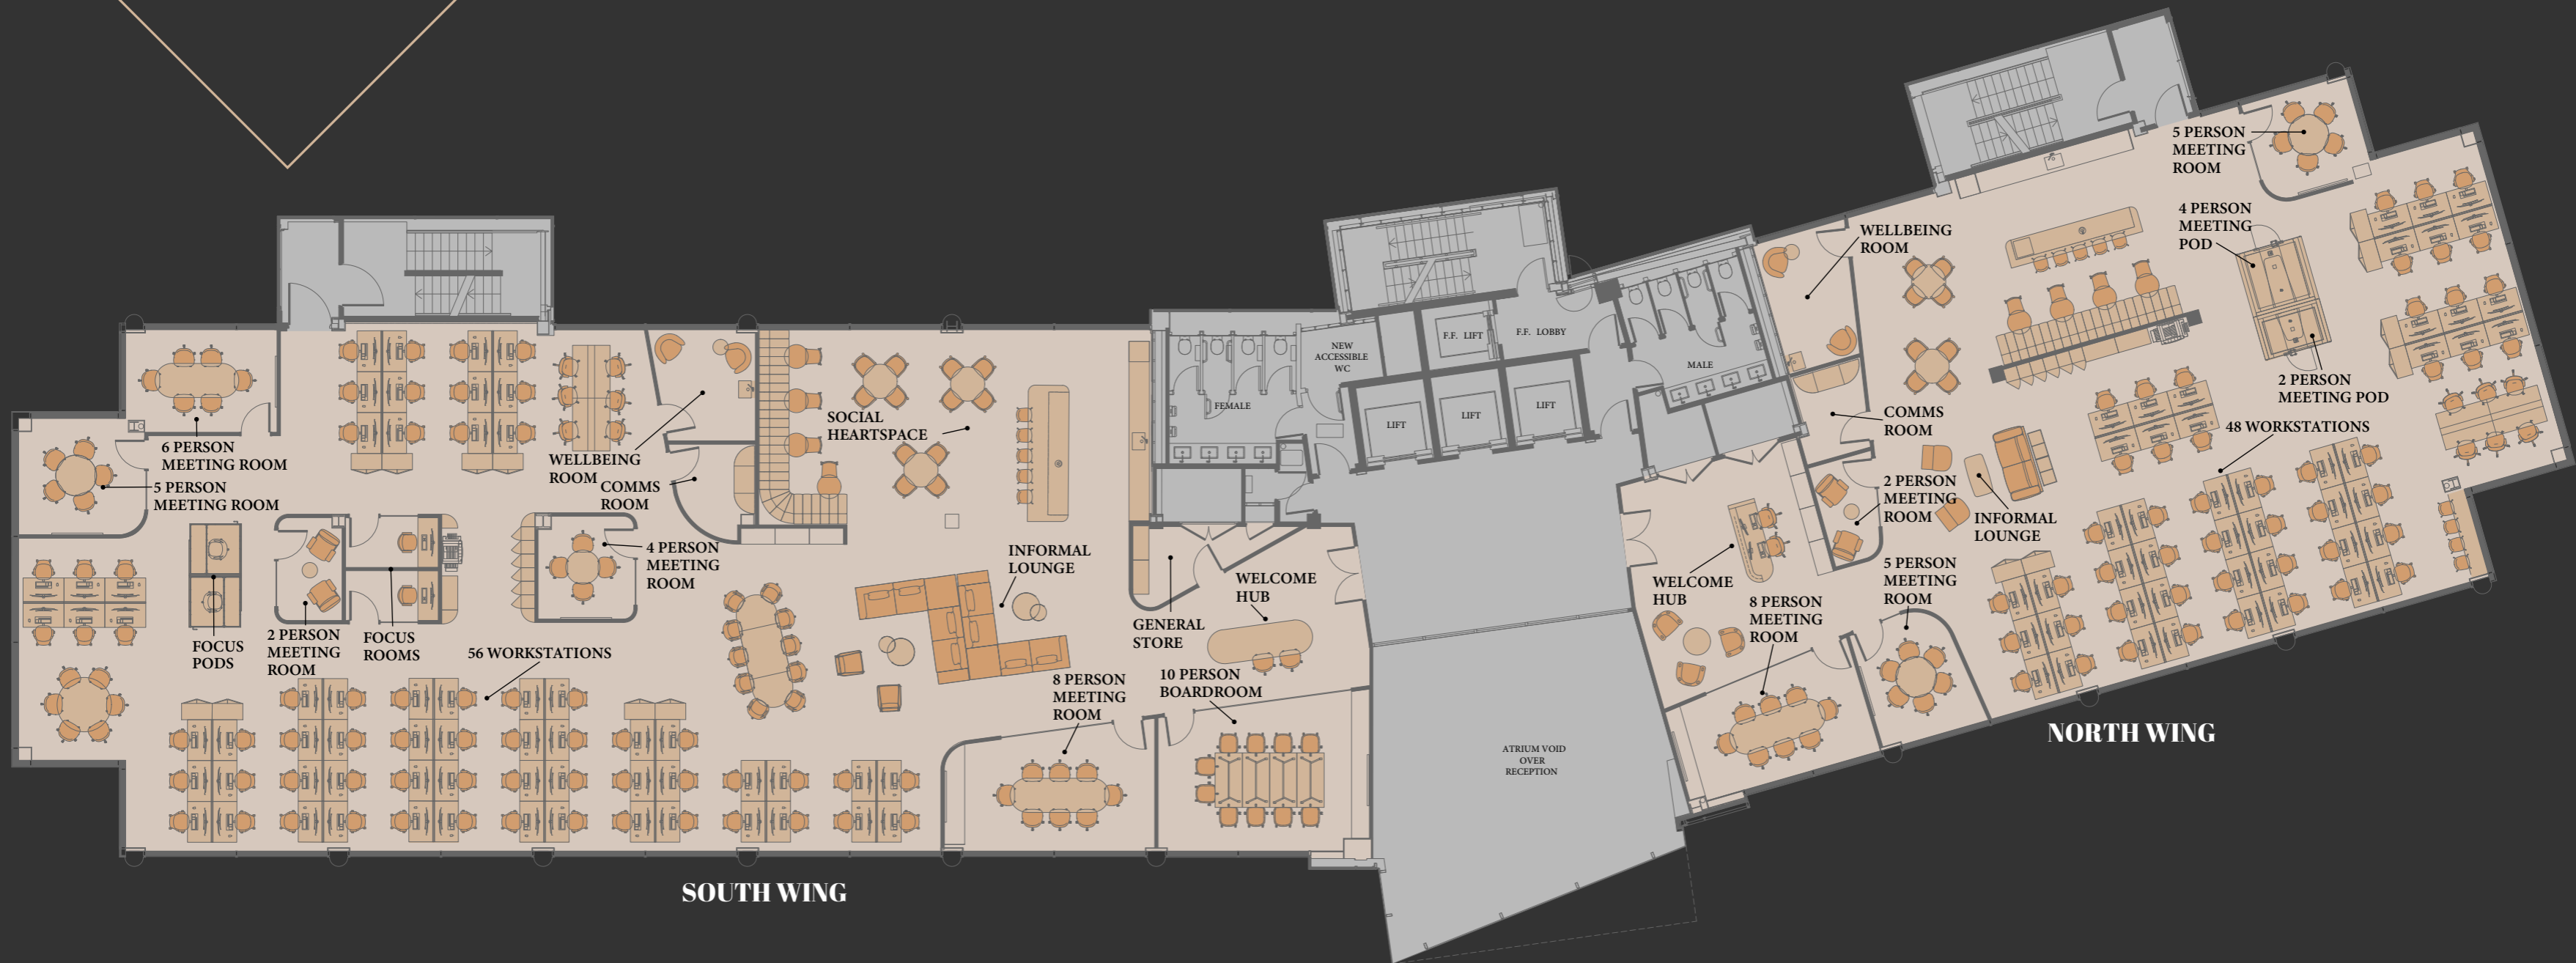 6 PERSON
MEETING ROOM
5 PERSON
MEETING ROOM
FOCUS
PODS
2 PERSON
MEETING
ROOM
FOCUS
ROOMS
56 WORKSTATIONS
4 PERSON
MEETING
ROOM
WELLBEING
ROOM
COMMS
ROOM
SOCIAL
HEARTSPACE
INFORMAL
LOUNGE
GENERAL
STORE
WELCOME
HUB
8 PERSON
MEETING
ROOM
10 PERSON
BOARDROOM
SOUTH WING
FEMALE
NEW
ACCESSIBLE
WC
F.F. LIFT
F.F. LOBBY
LIFT
LIFT
LIFT
MALE
ATRIUM VOID
OVER
RECEPTION
WELLBEING
ROOM
COMMS
ROOM
2 PERSON
MEETING
ROOM
INFORMAL
LOUNGE
WELCOME
HUB
8 PERSON
MEETING
ROOM
5 PERSON
MEETING
ROOM
5 PERSON
MEETING
ROOM
4 PERSON
MEETING
POD
2 PERSON
MEETING POD
48 WORKSTATIONS
NORTH WING